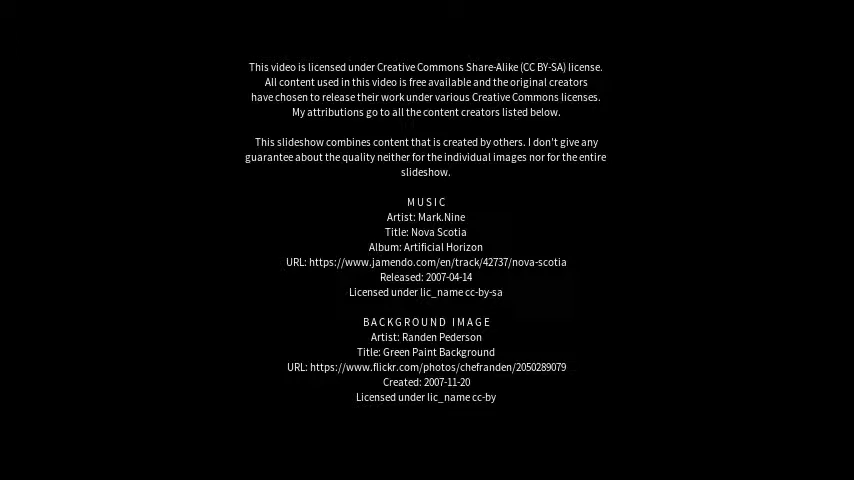 This video is licensed under Creative Commons Share-Alike (CC BY-SA) license.
All content used in this video is free available and the original creators
have chosen to release their work under various Creative Commons licenses.
My attributions go to all the content creators listed below.
This slideshow combines content that is created by others. I don't give any
guarantee about the quality neither for the individual images nor for the entire
slideshow.
MUSIC
Artist: Mark.Nine
Title: Nova Scotia
Album: Artificial Horizon
URL: https://www.jamendo.com/en/track/42737/nova-scotia
Released: 2007-04-14
Licensed under lic_name cc-by-sa
BACKGROUND IMAGE
Artist: Randen Pederson
Title: Green Paint Background
URL: https://www.flickr.com/photos/chefranden/2050289079
Created: 2007-11-20
Licensed under lic_name cc-by